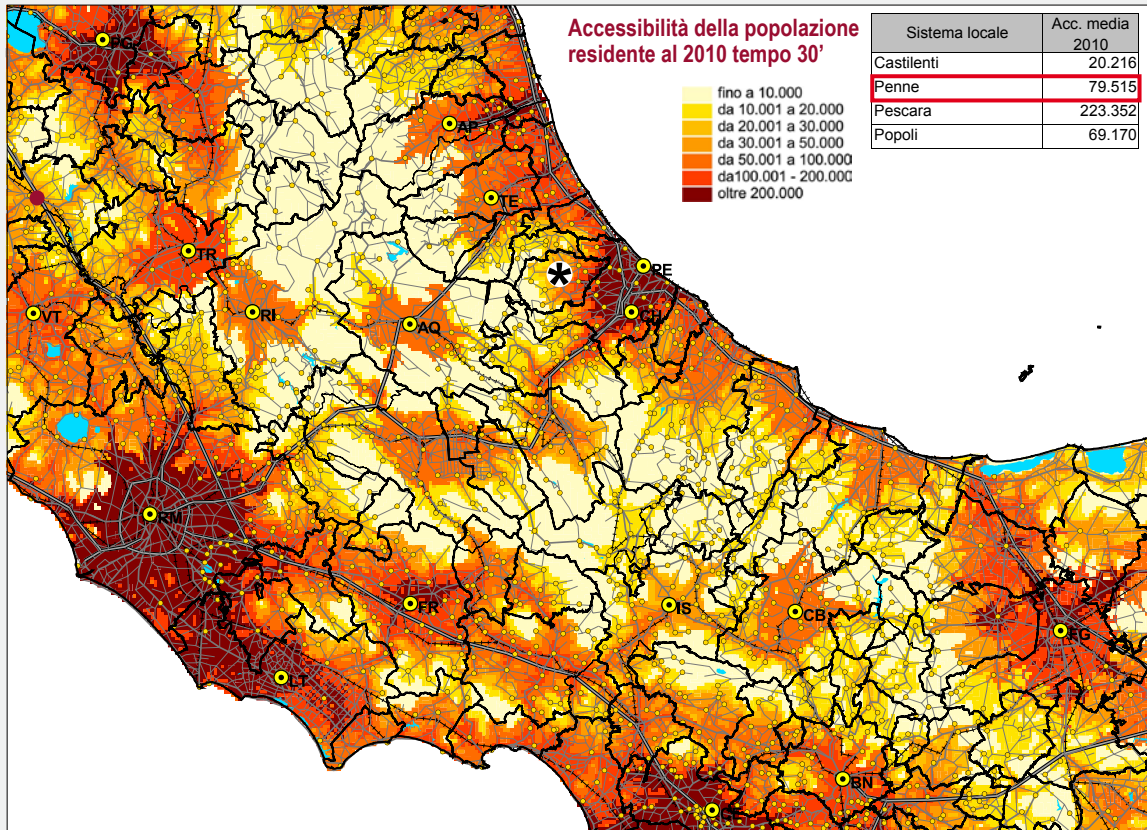 Accessibilità della popolazione
residente al 2010 tempo 30'
fino a 10.000
da 10.001 a 20.000
da 20.001 a 30.000
da 30.001 a 50.000
da 50.001 a 100.000
da100.001 - 200.000
oltre 200.000
Sistema locale Acc. media 2010
Castilenti 20.216
Penne 79.515
Pescara 223.352
Popoli 69.170
PG
AP
TE
TR
PE
VT
RI
AQ
CH
RM
FR
IS
CB
FG
LT
BN
*